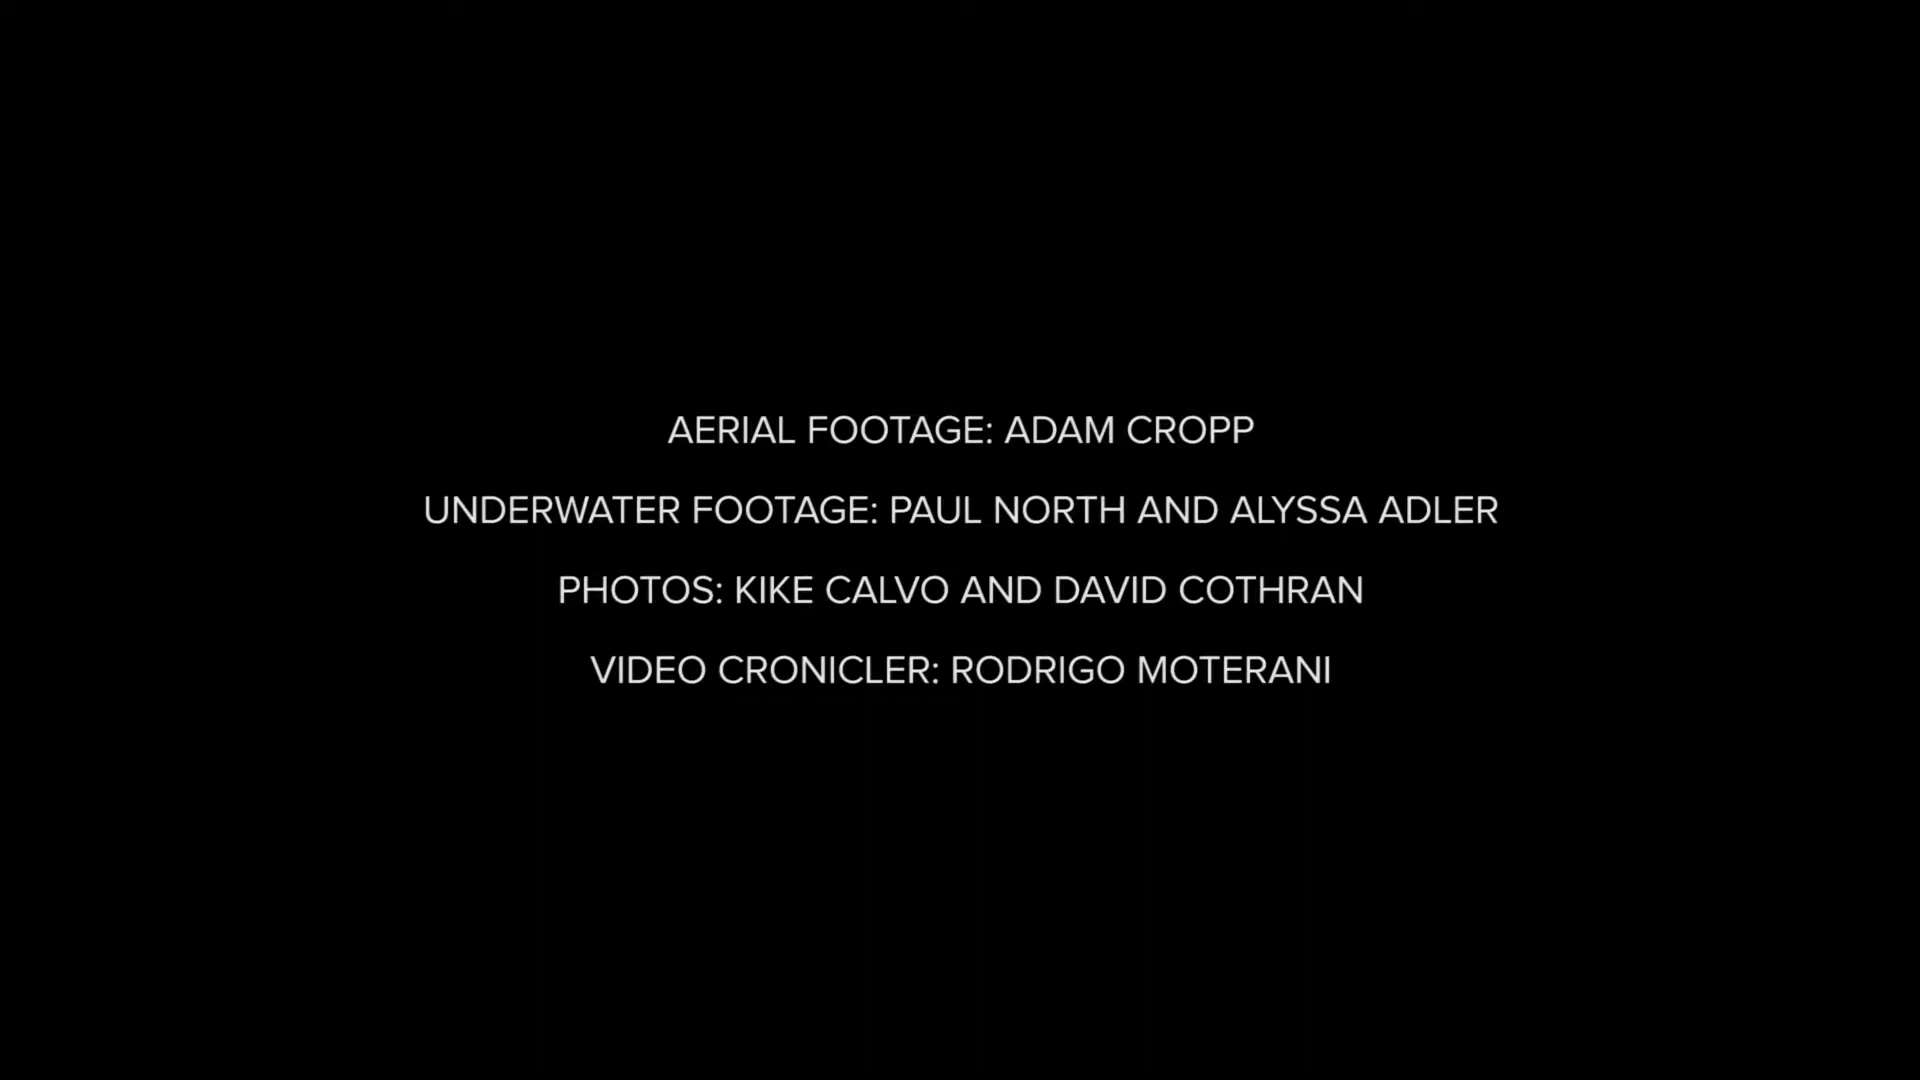 AERIAL FOOTAGE: ADAM CROPP
UNDERWATER FOOTAGE: PAUL NORTH AND ALYSSA ADLER
PHOTOS: KIKE CALVO AND DAVID COTHRAN
VIDEO CRONICLER: RODRIGO MOTERANI